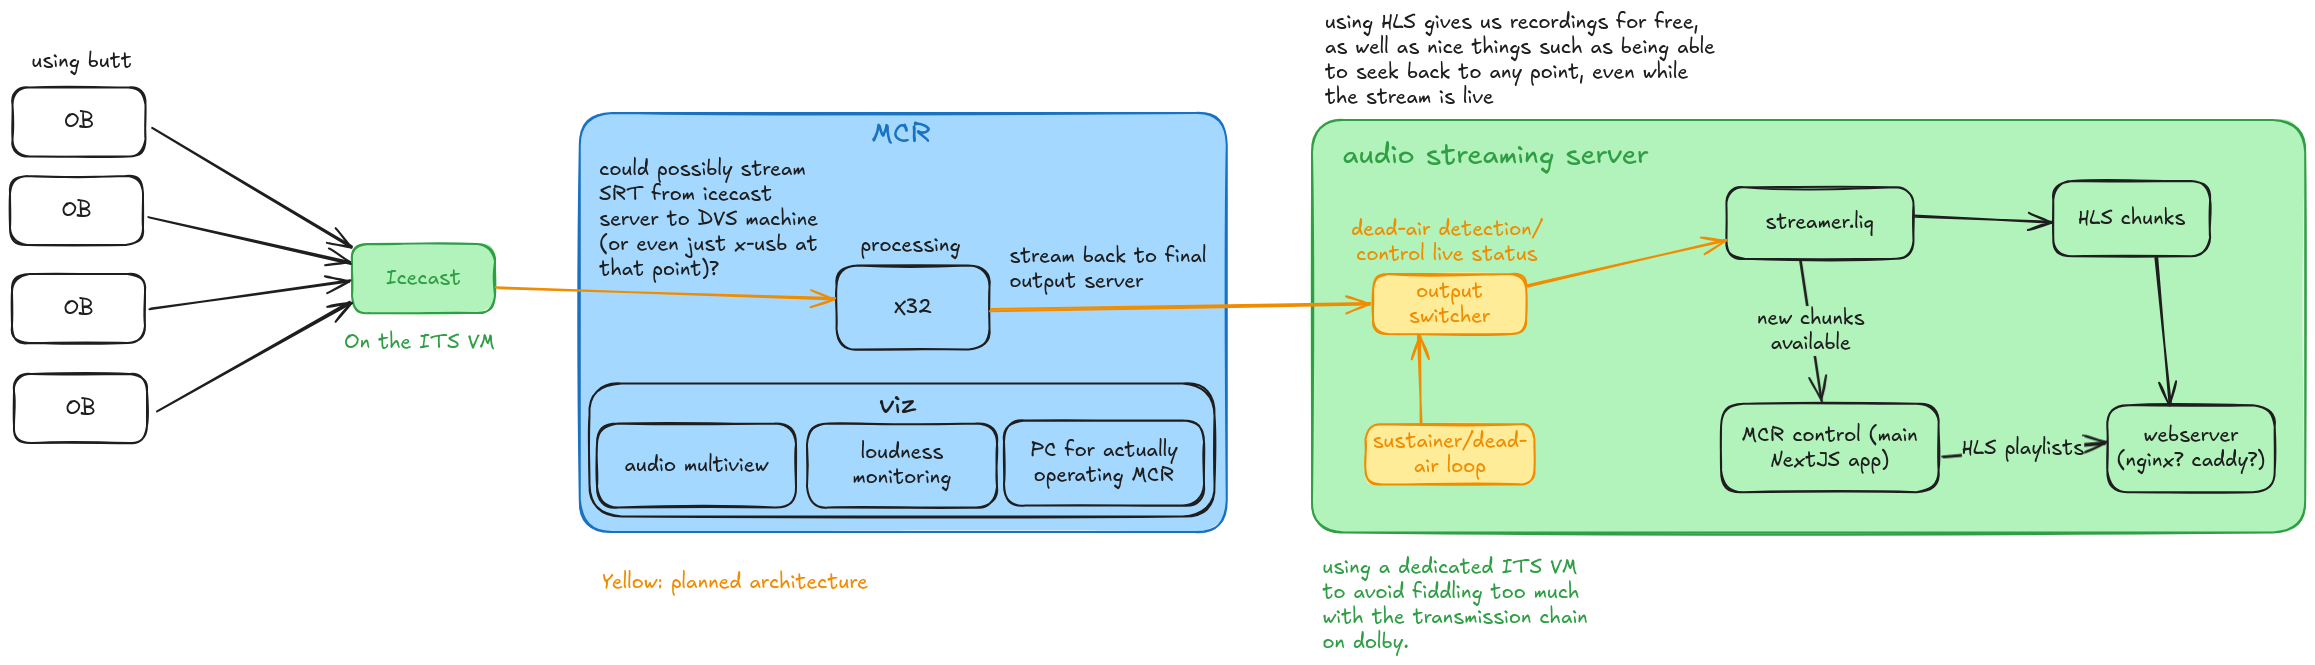 using butt
OB
OB
OB
OB
Icecast
On the ITS VM
MCR
could possibly stream
SRT from icecast
server to DVS machine
(or even just x-usb at
that point)?
processing
X32
stream back to final
output server
viz
audio multiview
loudness
monitoring
PC for actually
operating MCR
Yellow: planned architecture
using HLS gives us recordings for free,
as well as nice things such as being able
to seek back to any point, even while
the stream is live
audio streaming server
dead-air detection/
control live status
output
switcher
sustainer/dead-
air loop
streamer.liq
HLS chunks
new chunks
available
MCR control (main
NextJS app)
HLS playlists
webserver
(nginx? caddy?)
using a dedicated ITS VM
to avoid fiddling too much
with the transmission chain
on dolby.